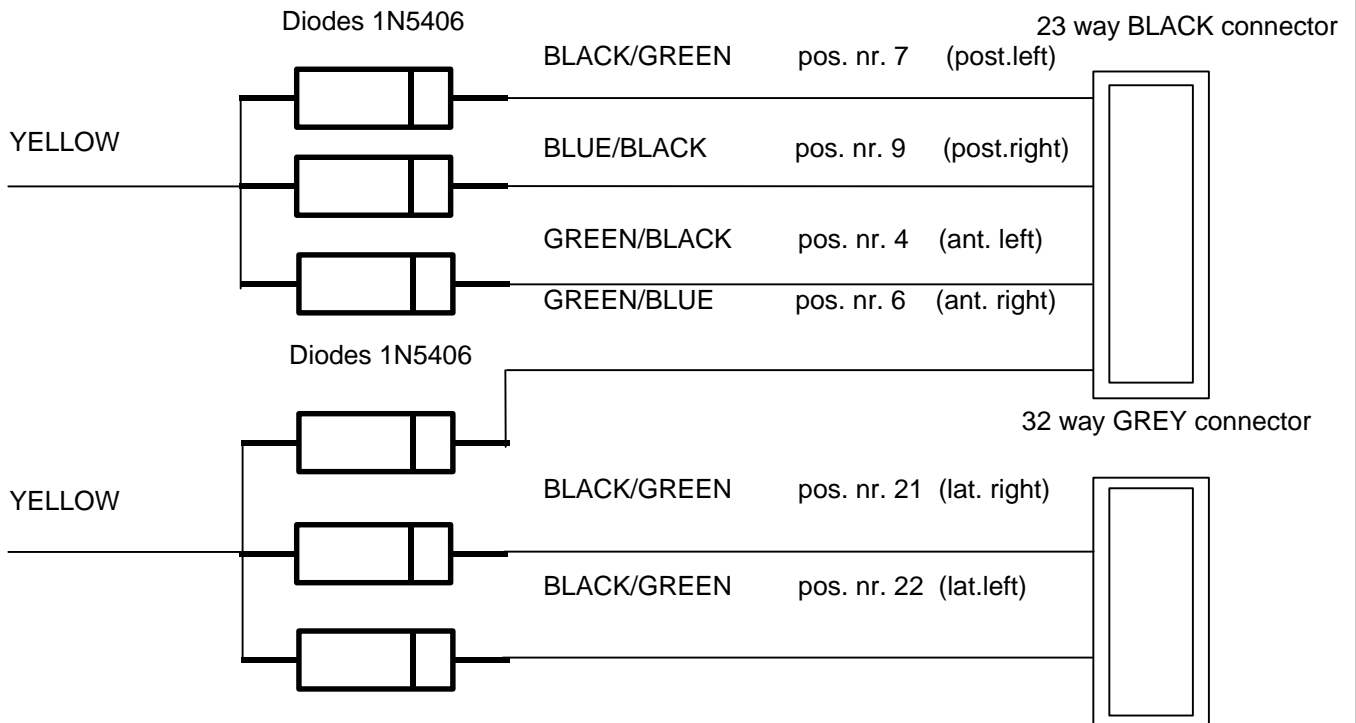 Diodes 1N5406
23 way BLACK connector
BLACK/GREEN pos. nr. 7 (post.left)
YELLOW
BLUE/BLACK pos. nr. 9 (post.right)
GREEN/BLACK pos. nr. 4 (ant. left)
GREEN/BLUE pos. nr. 6 (ant. right)
Diodes 1N5406
32 way GREY connector
YELLOW
BLACK/GREEN pos. nr. 21 (lat. right)
BLACK/GREEN pos. nr. 22 (lat.left)